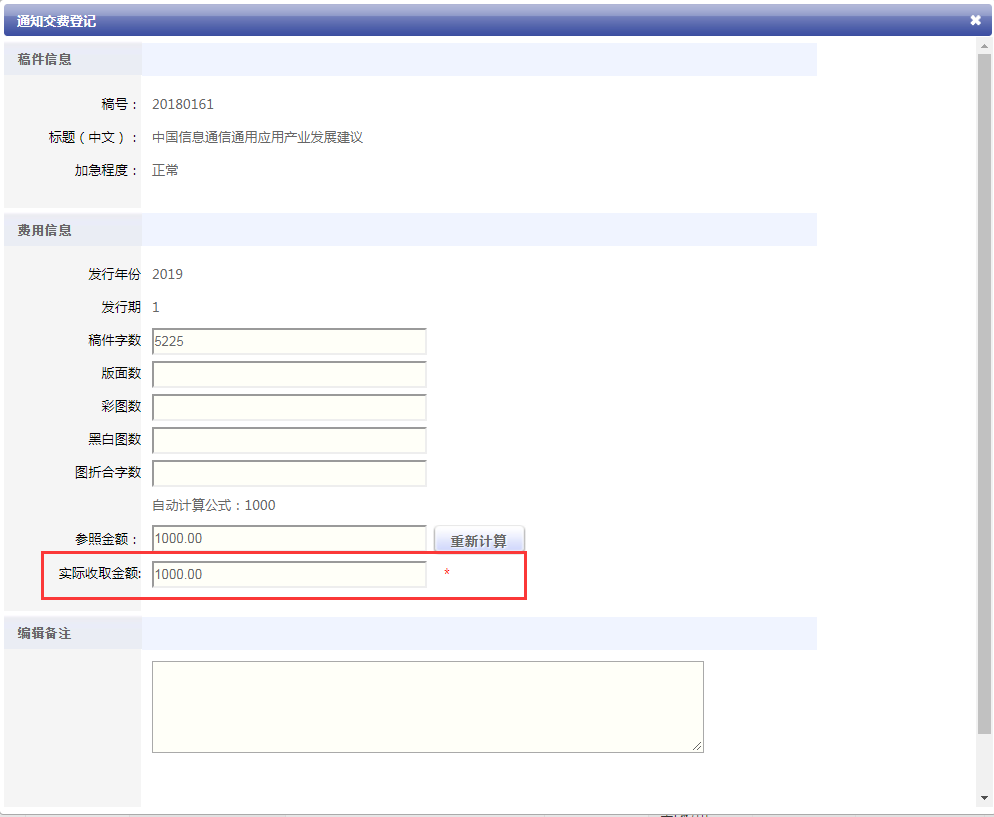 通知交费登记
稿件信息
稿号： 20180161
标题（中文）： 中国信息通信通用应用产业发展建议
加急程度： 正常
费用信息
发行年份 2019
发行期 1
稿件字数 5225
版面数
彩图数
黑白图数
图折合字数
自动计算公式：1000
参照金额： 1000.00 重新计算
实际收取金额: 1000.00 *
编辑备注